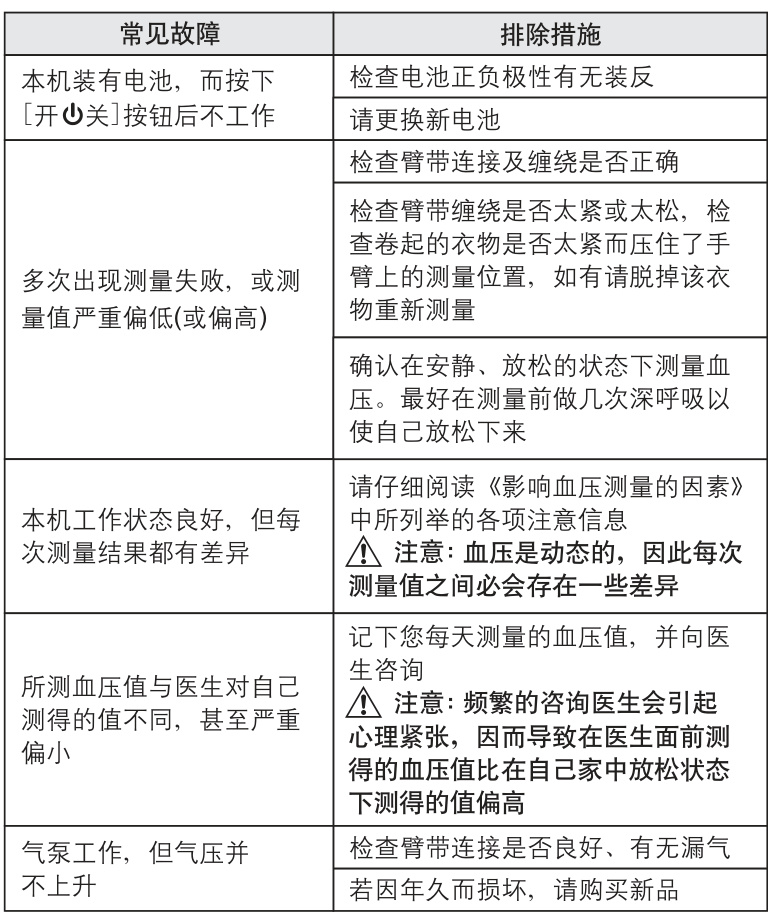 常见故障
排除措施
本机装有电池，而按下
［开⏻关］按钮后不工作
检查电池正负极性有无装反
请更换新电池
多次出现测量失败，或测
量值严重偏低(或偏高)
检查臂带连接及缠绕是否正确
检查臂带缠绕是否太紧或太松，检
查卷起的衣物是否太紧而压住了手
臂上的测量位置，如有请脱掉该衣
物重新测量
确认在安静、放松的状态下测量血
压。最好在测量前做几次深呼吸以
使自己放松下来
本机工作状态良好，但每
次测量结果都有差异
请仔细阅读《影响血压测量的因素》
中所列举的各项注意信息
⚠ 注意：血压是动态的，因此每次
测量值之间必会存在一些差异
所测血压值与医生对自己
测得的值不同，甚至严重
偏小
记下您每天测量的血压值，并向医
生咨询
⚠ 注意：频繁的咨询医生会引起
心理紧张，因而导致在医生面前测
得的血压值比在自己家中放松状态
下测得的值偏高
气泵工作，但气压并
不上升
检查臂带连接是否良好、有无漏气
若因年久而损坏，请购买新品